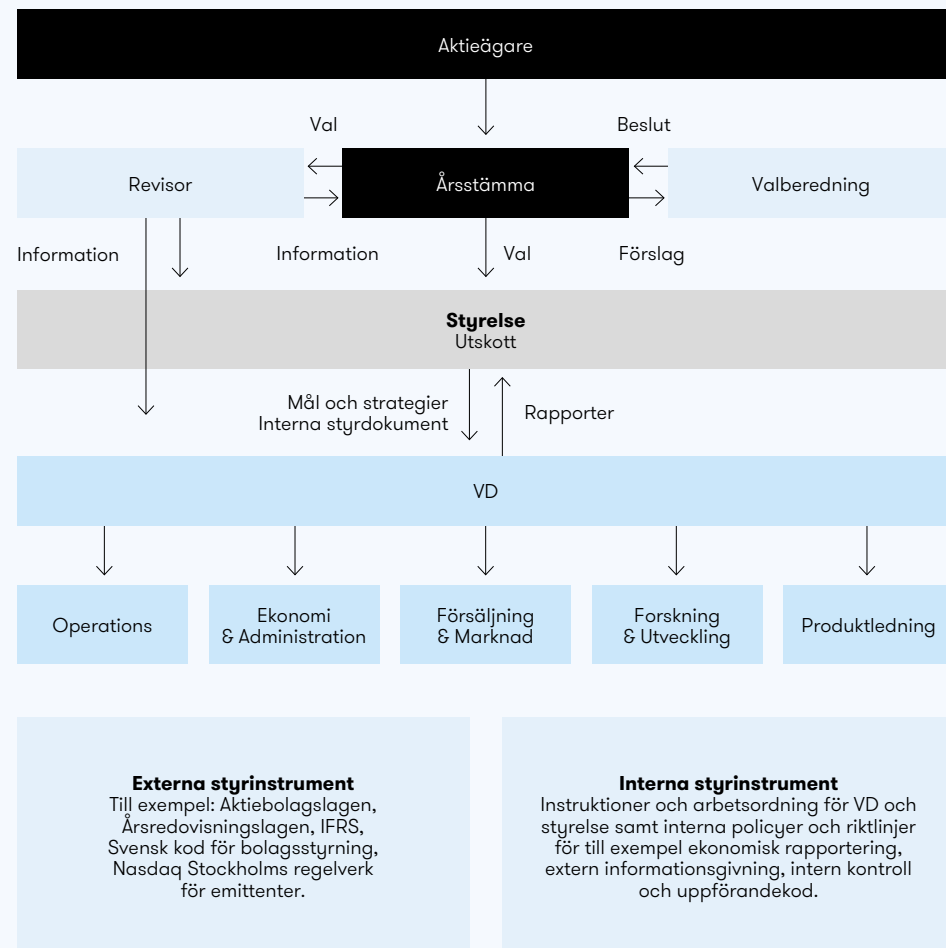 Aktieägare
Val
Beslut
Revisor
Årsstämma
Valberedning
Information
Information
Val
Förslag
Styrelse
Utskott
Mål och strategier
Interna styrdokument
Rapporter
VD
Operations
Ekonomi
& Administration
Försäljning
& Marknad
Forskning
& Utveckling
Produktledning
Externa styrinstrument
Till exempel: Aktiebolagslagen,
Årsredovisningslagen, IFRS,
Svensk kod för bolagsstyrning,
Nasdaq Stockholms regelverk
för emittenter.
Interna styrinstrument
Instruktioner och arbetsordning för VD och
styrelse samt interna policyer och riktlinjer
för till exempel ekonomisk rapportering,
extern informationsgivning, intern kontroll
och uppförandekod.